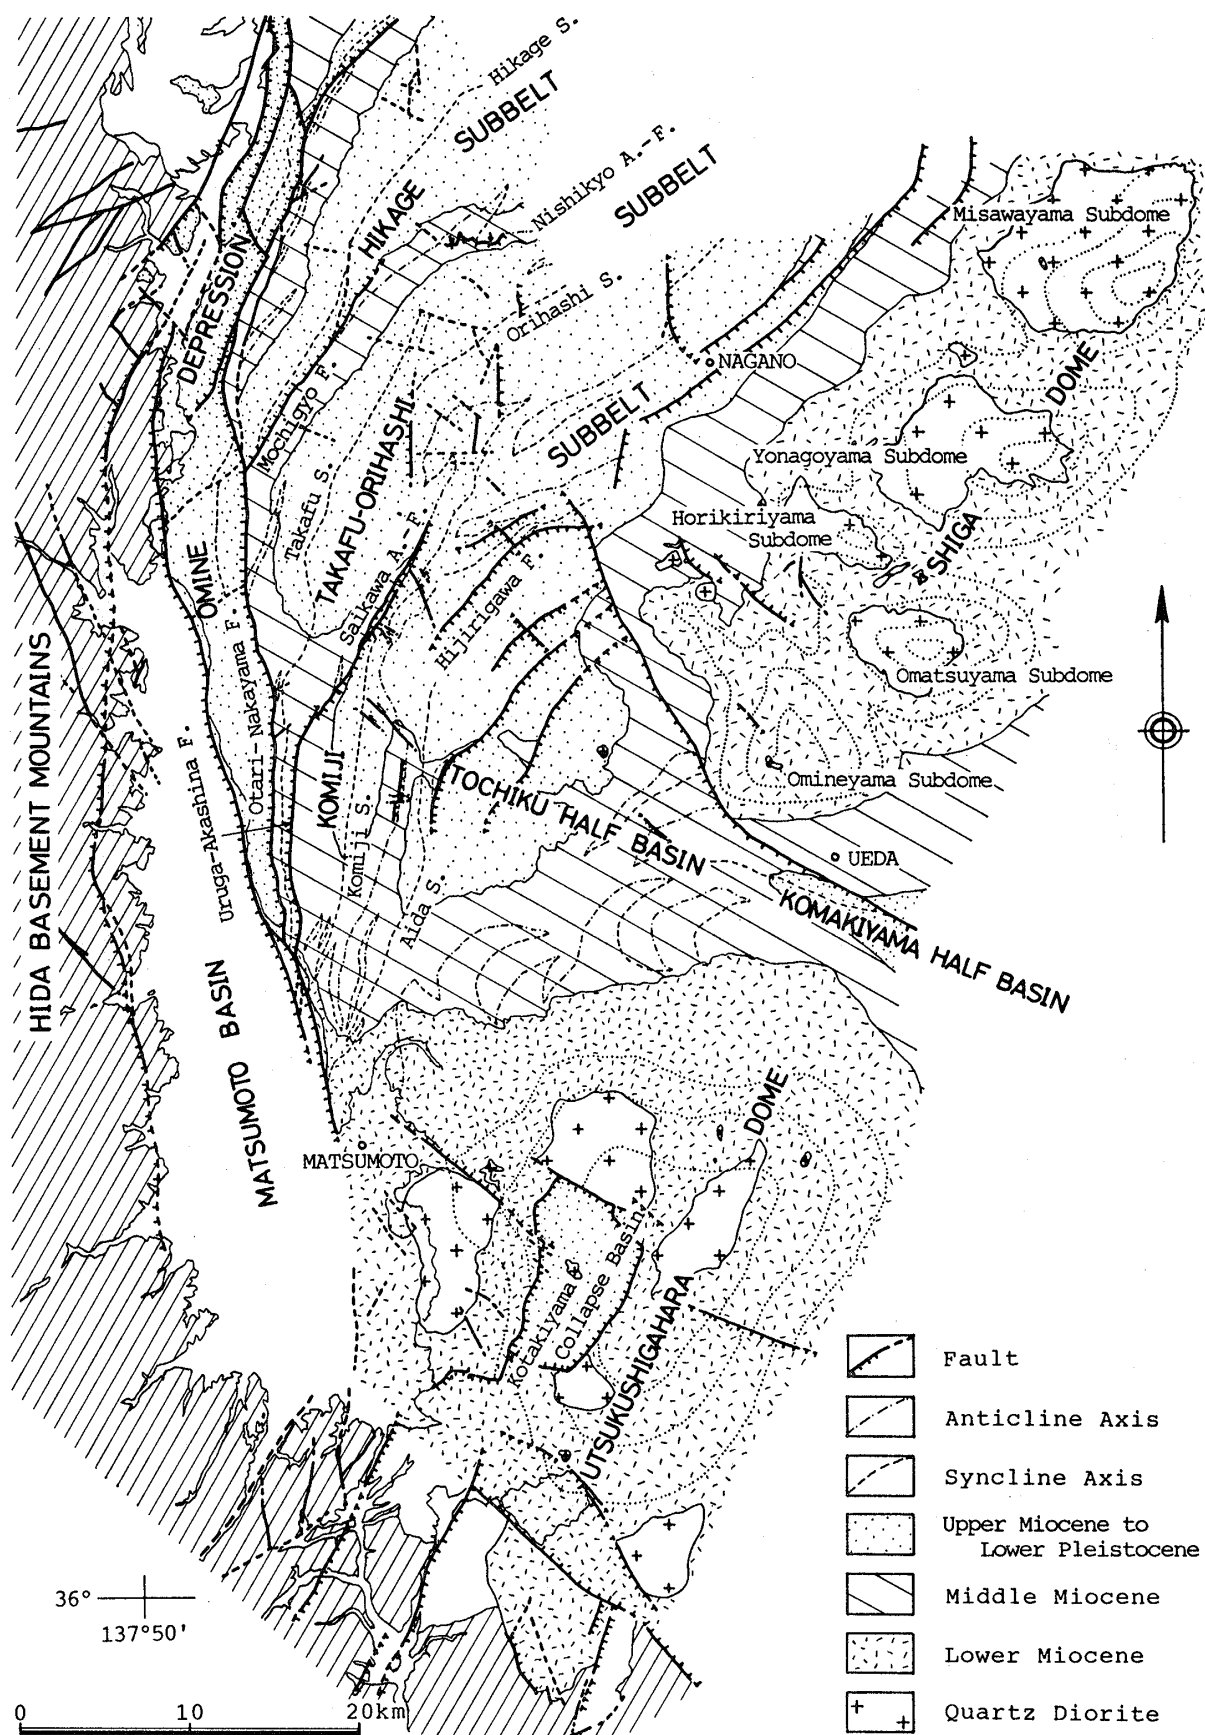 Hikage S.
SUBBELT
Nishikyo A.-F.
SUBBELT
HIKAGE
Misawayama Subdome
DEPRESSION
Orihashi S.
NAGANO
DOME
Mochigyo F.
SUBBELT
TAKAFU-ORIHASHI
Yonagoyama Subdome
Takafu S.
Horikiriyama
Subdome
SHIGA
OMINE
Saikawa A.-F.
Hijirigawa F.
Omatsuyama Subdome
HIDA BASEMENT MOUNTAINS
Otari-Nakayama F.
Uruga-Akashina F.
KOMIJI
Komiji S.
TOCHIKU HALF BASIN
Omineyama Subdome
UEDA
Aida S.
KOMAKIYAMA HALF BASIN
MATSUMOTO BASIN
DOME
MATSUMOTO
Kotakiyama
Collapse Basin
UTSUKUSHIGAHARA
Fault
Anticline Axis
Syncline Axis
Upper Miocene to
Lower Pleistocene
Middle Miocene
Lower Miocene
Quartz Diorite
36°
137°50'
0 10 20km